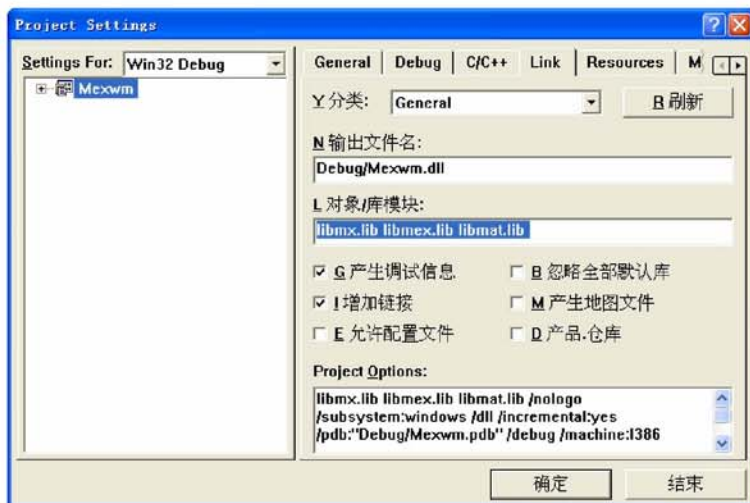 Project Settings
Settings For: Win32 Debug
Mexwm
General Debug C/C++ Link Resources M
Y 分类: General R 刷新
N 输出文件名:
Debug/Mexwm.dll
L 对象/库模块:
libmx.lib libmex.lib libmat.lib
G 产生调试信息 B 忽略全部默认库
I 增加链接 M 产生地图文件
E 允许配置文件 D 产品.仓库
Project Options:
libmx.lib libmex.lib libmat.lib /nologo
/subsystem:windows /dll /incremental:yes
/pdb:"Debug/Mexwm.pdb" /debug /machine:I386
确定 结束